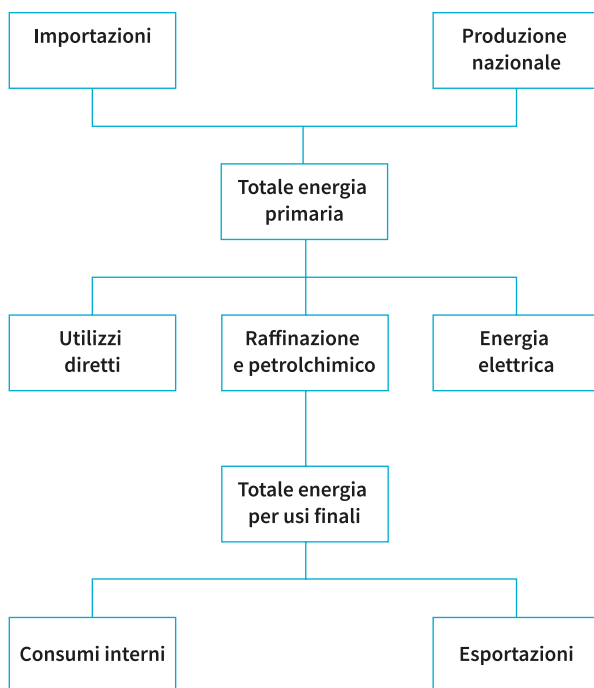 Importazioni
Produzione
nazionale
Totale energia
primaria
Utilizzi
diretti
Raffinazione
e petrolchimico
Energia
elettrica
Totale energia
per usi finali
Consumi interni
Esportazioni